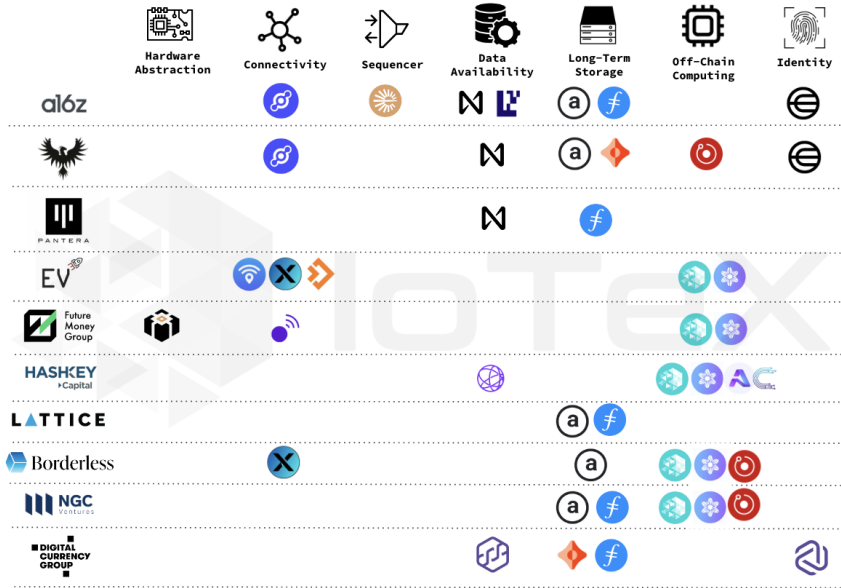 Hardware
Abstraction
Connectivity
Sequencer
Data
Availability
Long-Term
Storage
Off-Chain
Computing
Identity
a16z
a
a
PANTERA
EV
IoTeX
Future
Money
Group
HASHKEY
Capital
LATTICE
a
Borderless
a
NGC
Ventures
a
DIGITAL
CURRENCY
GROUP